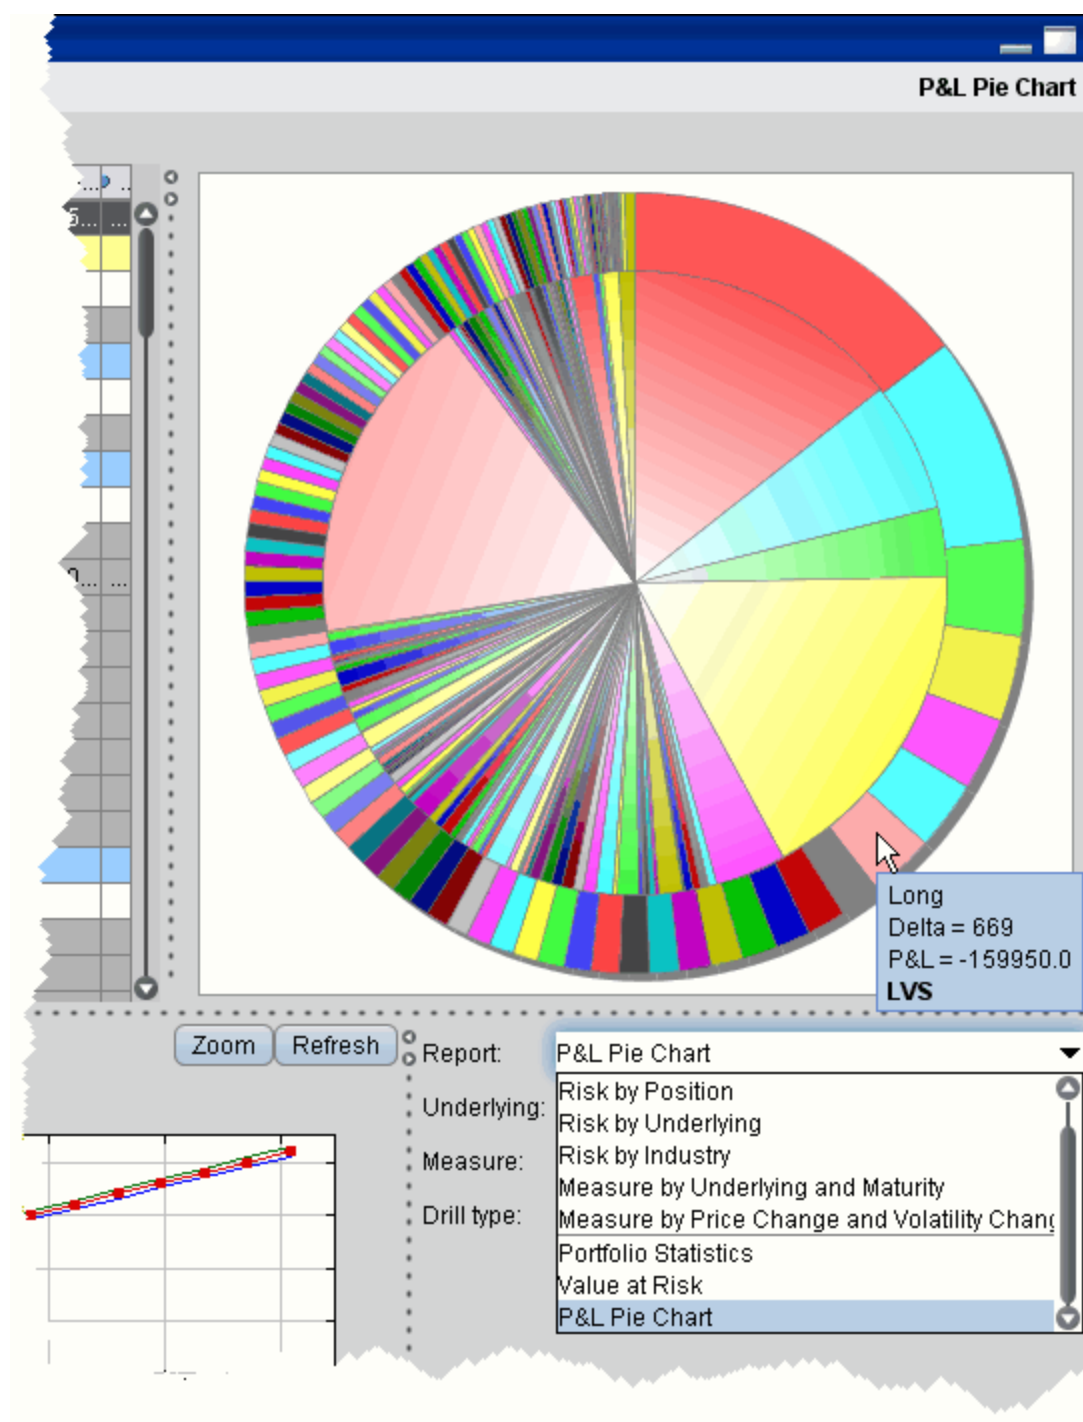 P&L Pie Chart
Long
Delta = 669
P&L = -159950.0
LVS
Zoom
Refresh
Report:
P&L Pie Chart
Risk by Position
Underlying:
Risk by Underlying
Measure:
Risk by Industry
Measure by Underlying and Maturity
Drill type:
Measure by Price Change and Volatility
Portfolio Statistics
Value at Risk
P&L Pie Chart